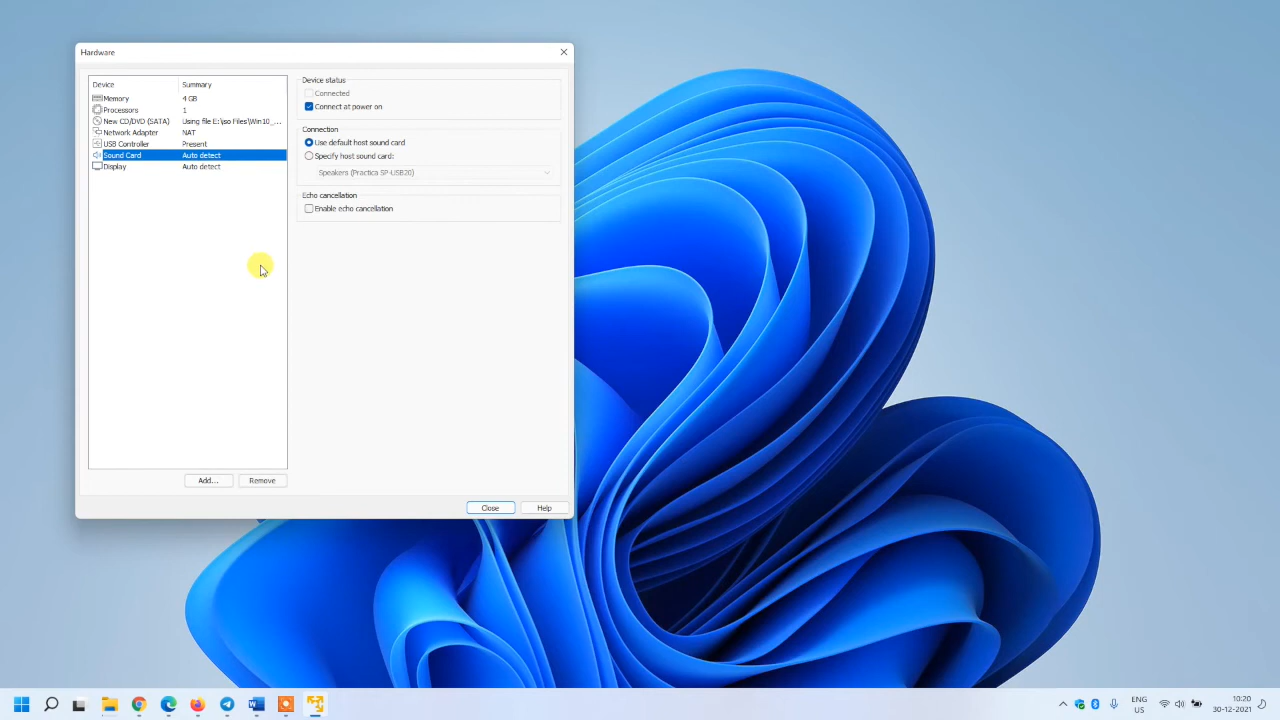 Hardware
Device Summary
Memory 4 GB
Processors 1
New CD/DVD (SATA) Using file E:\iso Files\Win10_...
Network Adapter NAT
USB Controller Present
Sound Card Auto detect
Display Auto detect
Add...
Remove
Device status
Connected
Connect at power on
Connection
Use default host sound card
Specify host sound card:
Speakers (Practica SP-USB20)
Echo cancellation
Enable echo cancellation
Close
Help
ENG
US
10:20
30-12-2021